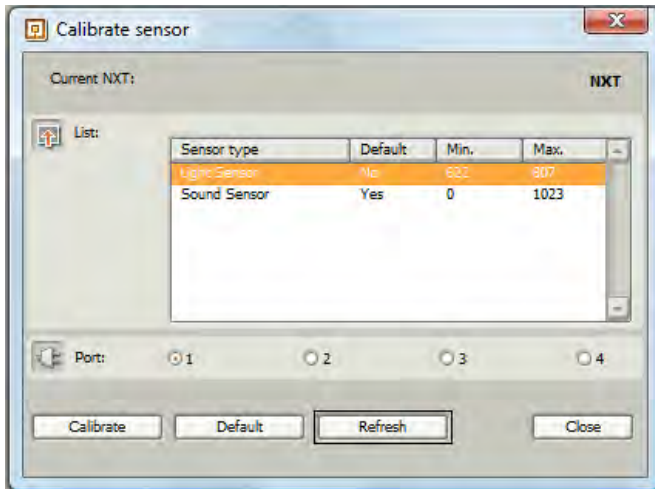 Calibrate sensor
Current NXT: NXT
List:
Sensor type Default Min. Max.
Light Sensor No 622 807
Sound Sensor Yes 0 1023
Port: 1 2 3 4
Calibrate Default Refresh Close